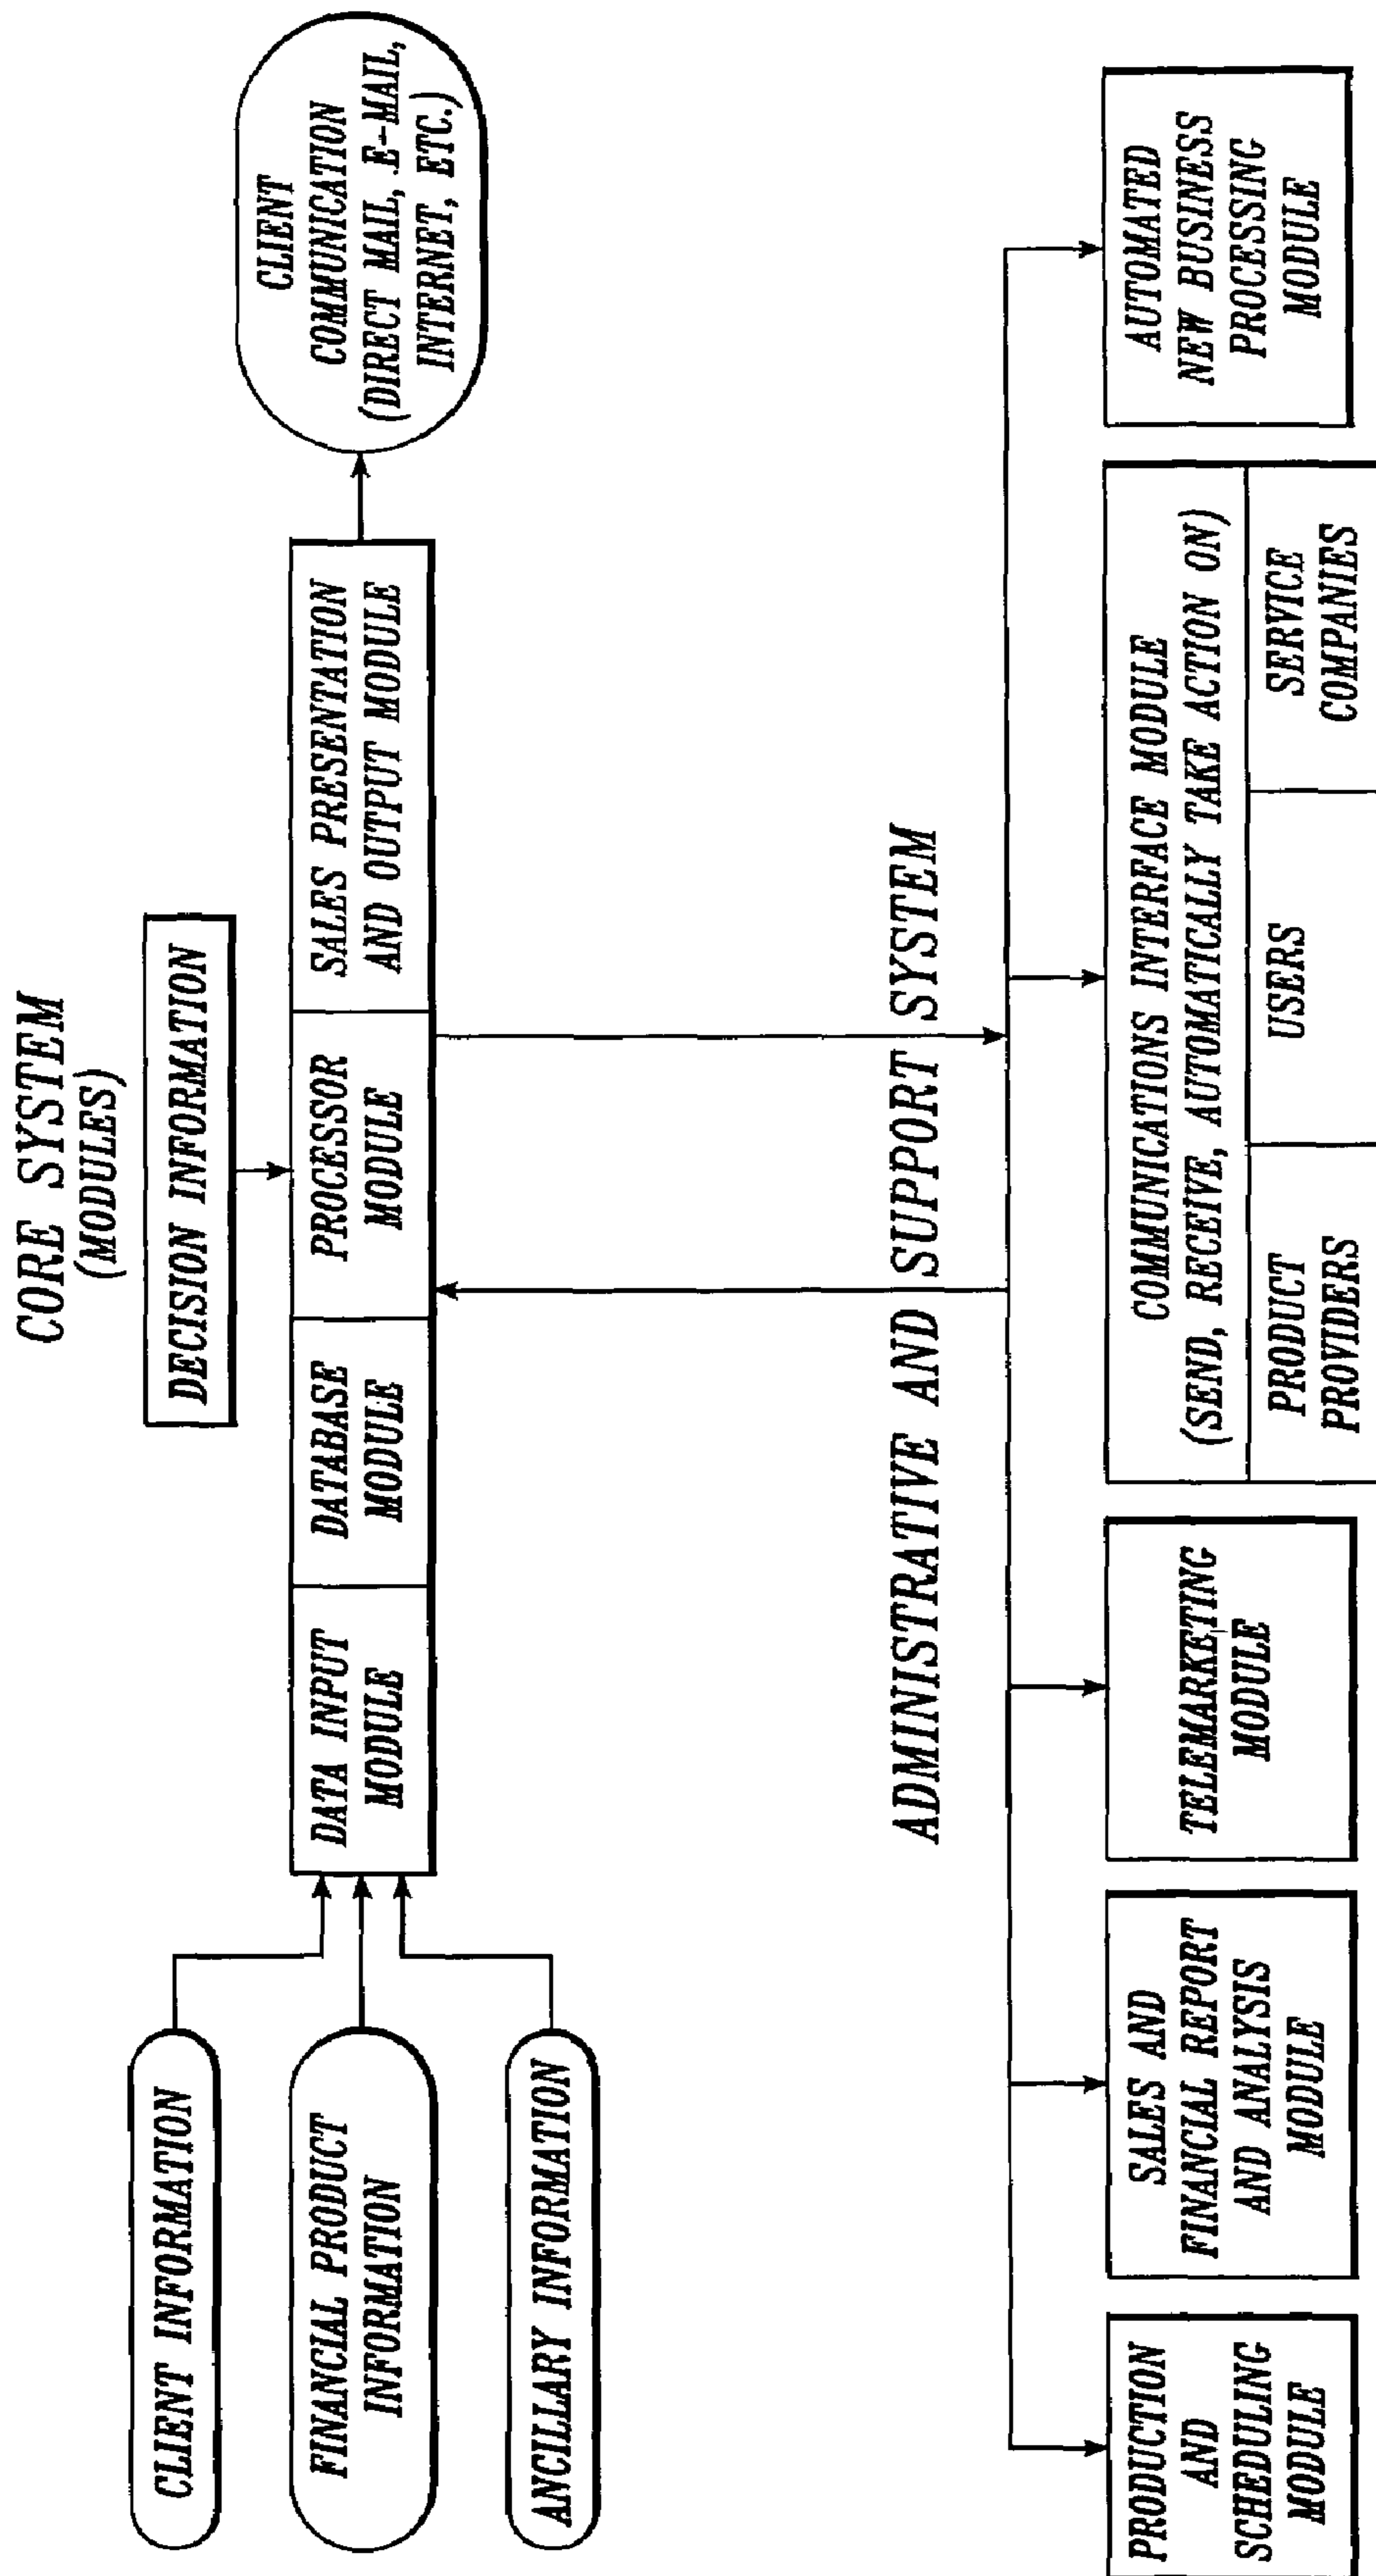 CORE SYSTEM
(MODULES)
DECISION INFORMATION
CLIENT INFORMATION
FINANCIAL PRODUCT
INFORMATION
ANCILLARY INFORMATION
DATA INPUT
MODULE
DATABASE
MODULE
PROCESSOR
MODULE
SALES PRESENTATION
AND OUTPUT MODULE
CLIENT
COMMUNICATION
(DIRECT MAIL, E-MAIL,
INTERNET, ETC.)
ADMINISTRATIVE AND SUPPORT SYSTEM
PRODUCTION
AND
SCHEDULING
MODULE
SALES AND
FINANCIAL REPORT
AND ANALYSIS
MODULE
TELEMARKETING
MODULE
COMMUNICATIONS INTERFACE MODULE
(SEND, RECEIVE, AUTOMATICALLY TAKE ACTION ON)
PRODUCT
PROVIDERS
USERS
SERVICE
COMPANIES
AUTOMATED
NEW BUSINESS
PROCESSING
MODULE